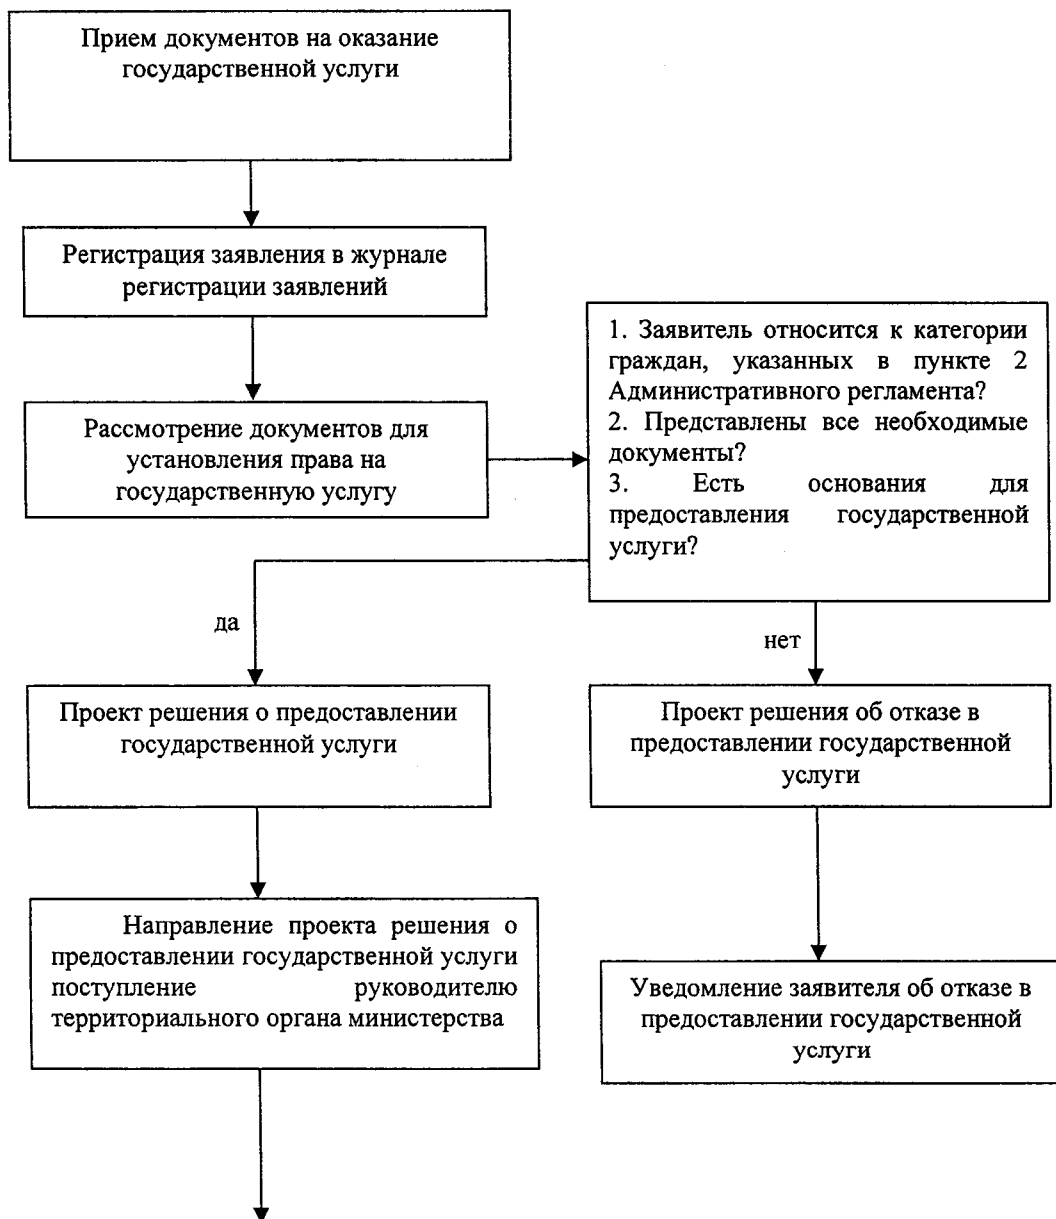 Прием документов на оказание
государственной услуги
Регистрация заявления в журнале
регистрации заявлений
Рассмотрение документов для
установления права на
государственную услугу
1. Заявитель относится к категории
граждан, указанных в пункте 2
Административного регламента?
2. Представлены все необходимые
документы?
3. Есть основания для
предоставления государственной
услуги?
да
нет
Проект решения о предоставлении
государственной услуги
Проект решения об отказе в
предоставлении государственной
услуги
Направление проекта решения о
предоставлении государственной услуги
поступление руководителю
территориального органа министерства
Уведомление заявителя об отказе в
предоставлении государственной
услуги